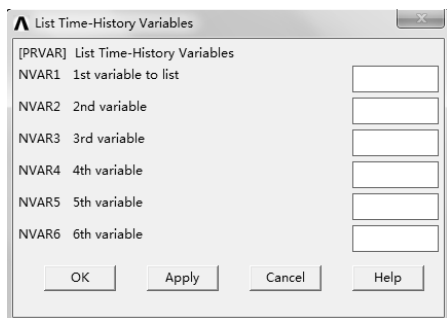 List Time-History Variables
[PRVAR] List Time-History Variables
NVAR1 1st variable to list
NVAR2 2nd variable
NVAR3 3rd variable
NVAR4 4th variable
NVAR5 5th variable
NVAR6 6th variable
OK Apply Cancel Help